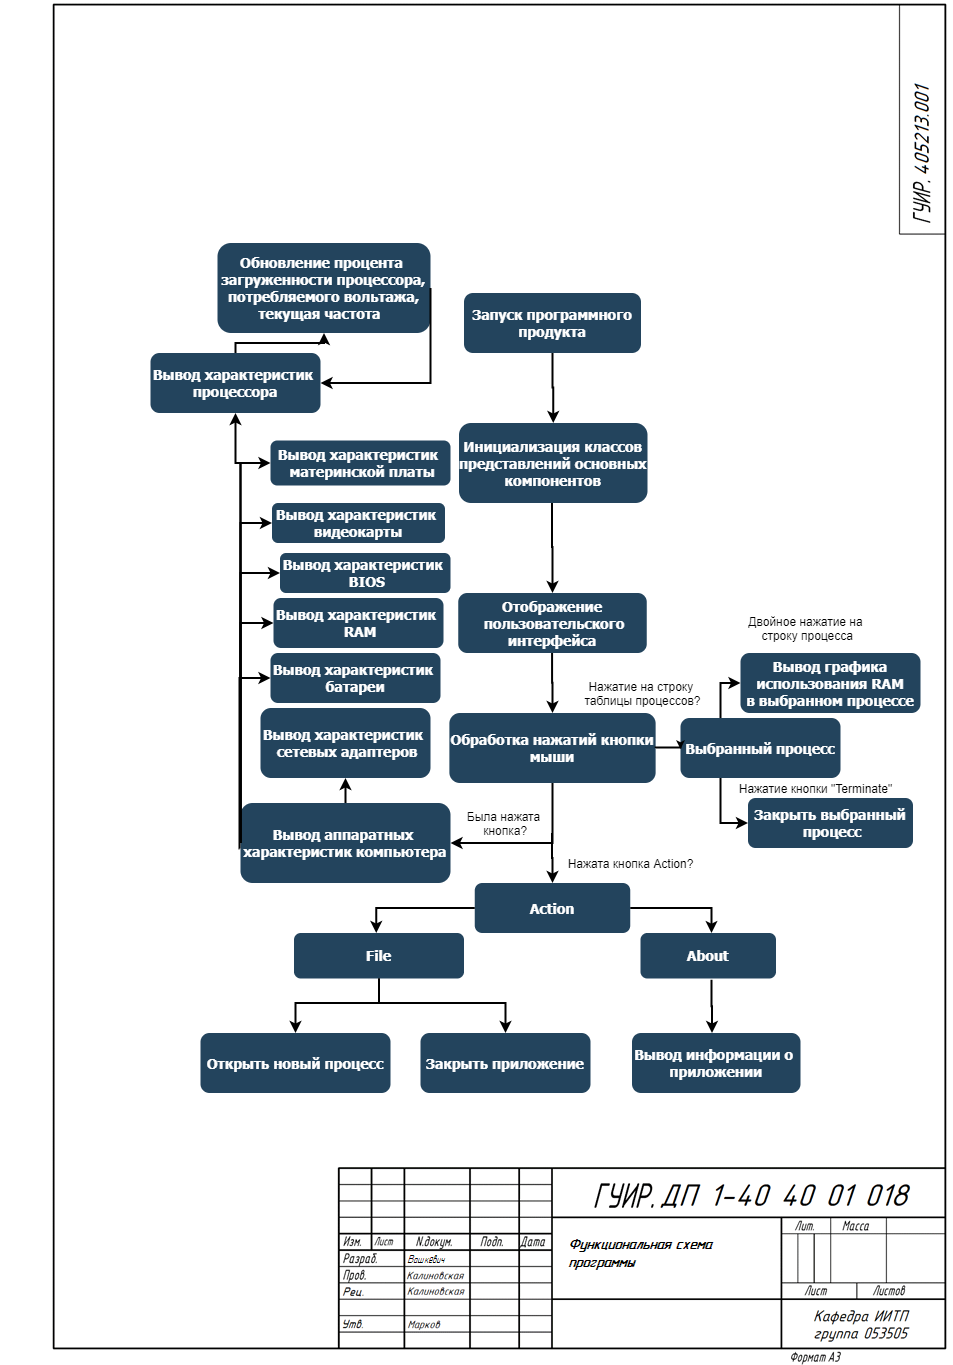 ГУИР. 405213.001
Обновление процента
загруженности процессора,
потребляемого вольтажа,
текущая частота
Запуск программного
продукта
Вывод характеристик
процессора
Инициализация классов
представлений основных
компонентов
Вывод характеристик
материнской платы
Вывод характеристик
видеокарты
Вывод характеристик
BIOS
Вывод характеристик
RAM
Отображение
пользовательского
интерфейса
Двойное нажатие на
строку процесса
Вывод характеристик
батареи
Нажатие на строку
таблицы процессов?
Вывод графика
использования RAM
в выбранном процессе
Вывод характеристик
сетевых адаптеров
Обработка нажатий кнопки
мыши
Выбранный процесс
Нажатие кнопки "Terminate"
Закрыть выбранный
процесс
Была нажата
кнопка?
Вывод аппаратных
характеристик компьютера
Нажата кнопка Action?
Action
File
About
Открыть новый процесс
Закрыть приложение
Вывод информации о
приложении
ГУИР. ДП 1-40 40 01 018
Лит. Масса
Изм. Лист N.докум. Подп. Дата
Функциональная схема
программы
Разраб. Вашкевич
Пров. Калиновская
Рец. Калиновская
Лист Листов
Утв. Марков
Кафедра ИИТП
группа 053505
Формат А3